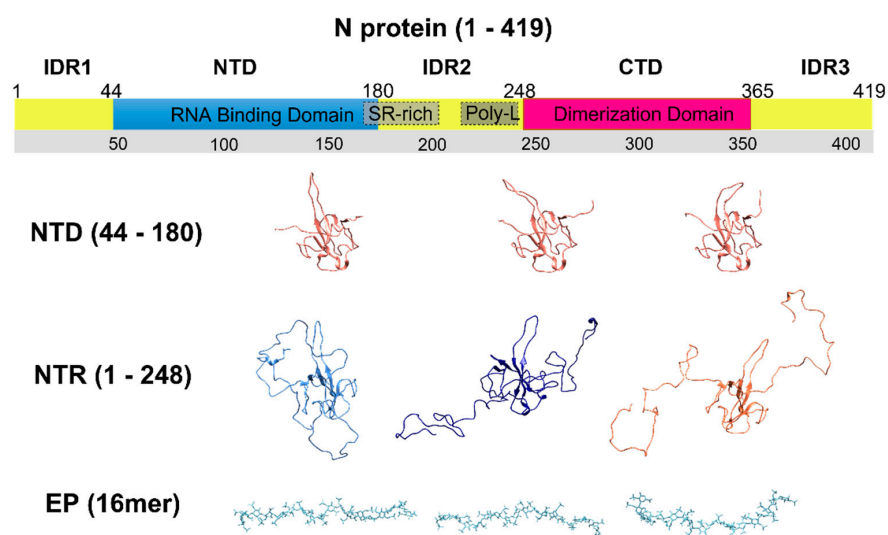 N protein (1 - 419)
IDR1 NTD IDR2 CTD IDR3
1 44 180 248 365 419
RNA Binding Domain SR-rich Poly-L Dimerization Domain
50 100 150 200 250 300 350 400
NTD (44 - 180)
NTR (1 - 248)
EP (16mer)